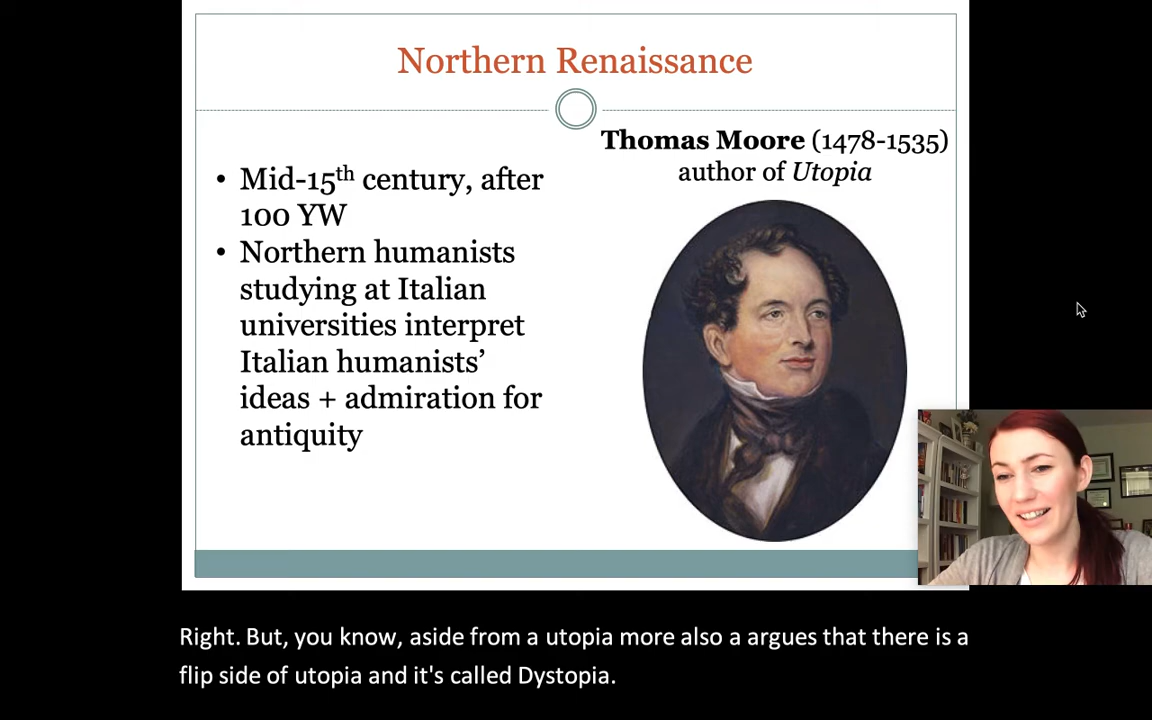 Northern Renaissance
Thomas Moore (1478-1535)
author of Utopia
• Mid-15th century, after
100 YW
• Northern humanists
studying at Italian
universities interpret
Italian humanists'
ideas + admiration for
antiquity
Right. But, you know, aside from a utopia more also a argues that there is a
flip side of utopia and it's called Dystopia.